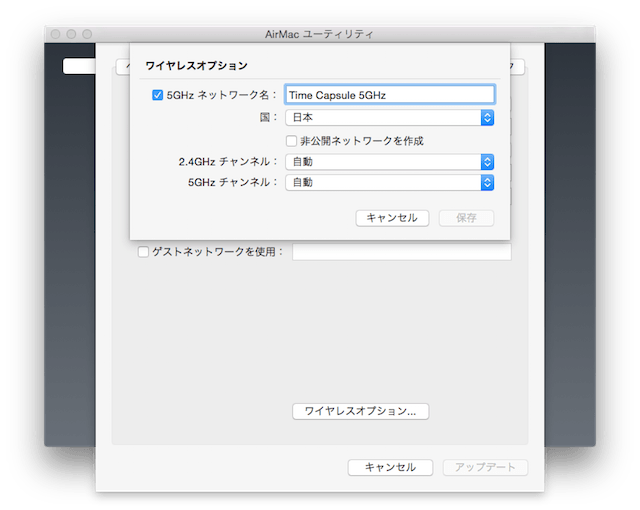 AirMac ユーティリティ
ワイヤレスオプション
5GHz ネットワーク名：
Time Capsule 5GHz
国：
日本
非公開ネットワークを作成
2.4GHz チャンネル：
自動
5GHz チャンネル：
自動
キャンセル
保存
ゲストネットワークを使用：
ワイヤレスオプション...
キャンセル
アップデート